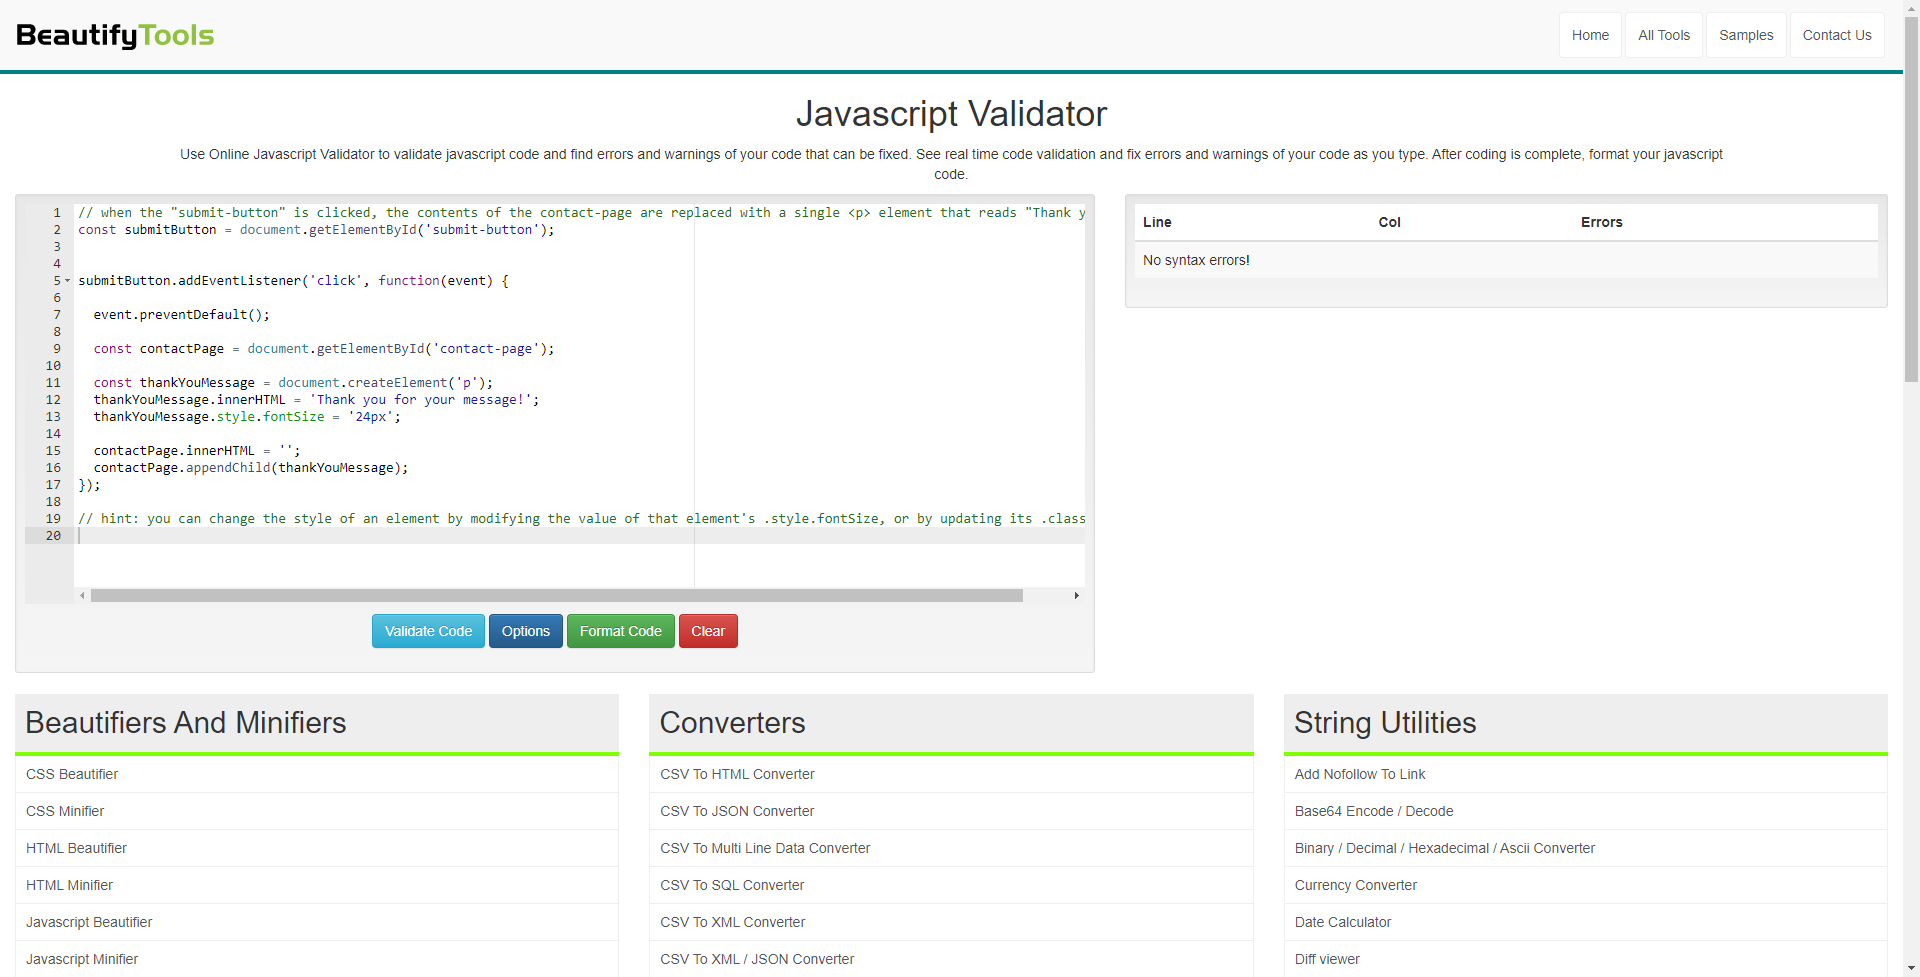 BeautifyTools
Home
All Tools
Samples
Contact Us
Javascript Validator
Use Online Javascript Validator to validate javascript code and find errors and warnings of your code that can be fixed. See real time code validation and fix errors and warnings of your code as you type. After coding is complete, format your javascript
code.
1 // when the "submit-button" is clicked, the contents of the contact-page are replaced with a single <p> element that reads "Thank y
2 const submitButton = document.getElementById('submit-button');
3
4
5 submitButton.addEventListener('click', function(event) {
6
7 event.preventDefault();
8
9 const contactPage = document.getElementById('contact-page');
10
11 const thankYouMessage = document.createElement('p');
12 thankYouMessage.innerHTML = 'Thank you for your message!';
13 thankYouMessage.style.fontSize = '24px';
14
15 contactPage.innerHTML = '';
16 contactPage.appendChild(thankYouMessage);
17 });
18
19 // hint: you can change the style of an element by modifying the value of that element's .style.fontSize, or by updating its .class
20
Validate Code
Options
Format Code
Clear
Line Col Errors
No syntax errors!
Beautifiers And Minifiers
CSS Beautifier
CSS Minifier
HTML Beautifier
HTML Minifier
Javascript Beautifier
Javascript Minifier
Converters
CSV To HTML Converter
CSV To JSON Converter
CSV To Multi Line Data Converter
CSV To SQL Converter
CSV To XML Converter
CSV To XML / JSON Converter
String Utilities
Add Nofollow To Link
Base64 Encode / Decode
Binary / Decimal / Hexadecimal / Ascii Converter
Currency Converter
Date Calculator
Diff viewer